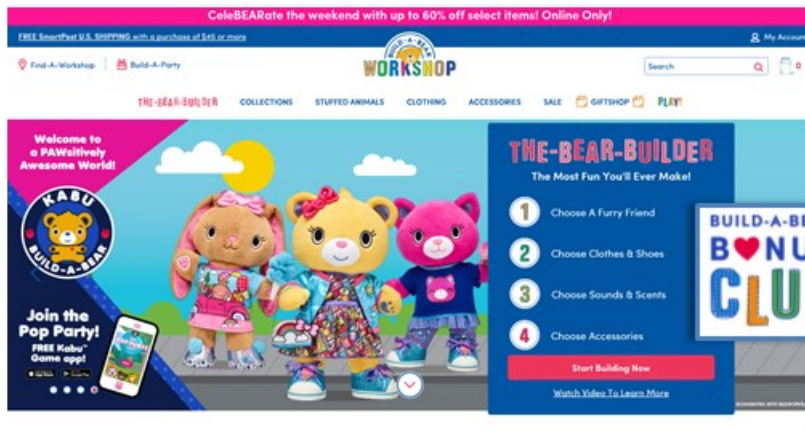 CeleBEARate the weekend with up to 60% off select items! Online Only!
FREE SmartPost U.S. SHIPPING with a purchase of $45 or more
My Account
Find-A-Workshop
Build-A-Party
BUILD-A-BEAR
WORKSHOP
Search
0
THE-BEAR-BUILDER
COLLECTIONS
STUFFED ANIMALS
CLOTHING
ACCESSORIES
SALE
GIFTSHOP
PLAY!
Welcome to
a PAWsitively
Awesome World!
KABU
BUILD-A-BEAR
Join the
Pop Party!
FREE Kabu™
Game app!
THE-BEAR-BUILDER
The Most Fun You'll Ever Make!
1 Choose A Furry Friend
2 Choose Clothes & Shoes
3 Choose Sounds & Scents
4 Choose Accessories
Start Building Now
Watch Video To Learn More
BUILD-A-BE
B♥NU
CLU